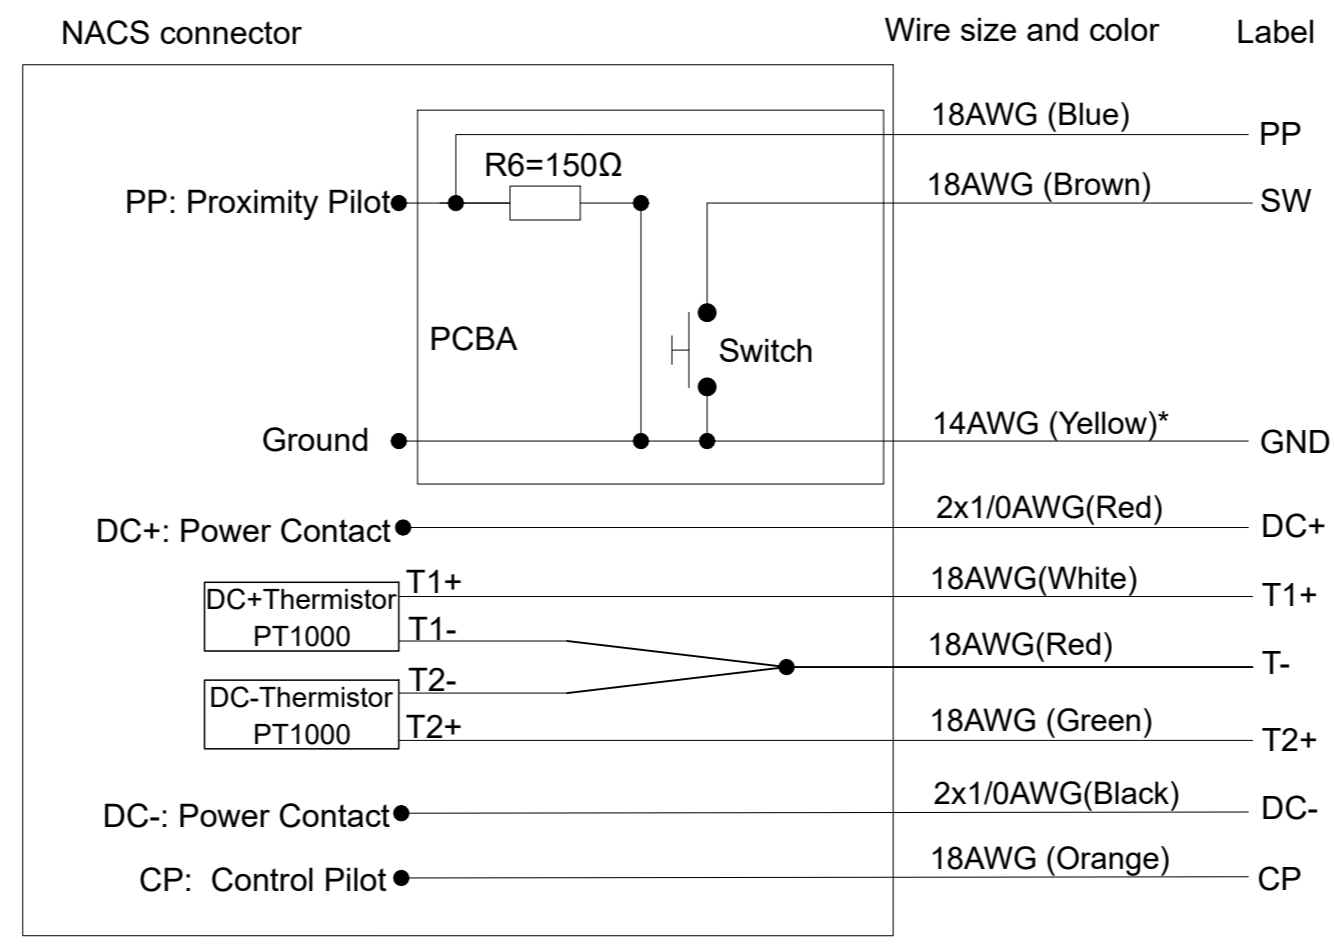 NACS connector
Wire size and color
Label
18AWG (Blue)
PP
R6=150Ω
18AWG (Brown)
PP: Proximity Pilot
SW
PCBA
Switch
14AWG (Yellow)*
Ground
GND
2x1/0AWG(Red)
DC+: Power Contact
DC+
DC+Thermistor
PT1000
T1+
18AWG(White)
T1+
T1-
18AWG(Red)
T-
DC-Thermistor
PT1000
T2-
T2+
18AWG (Green)
T2+
2x1/0AWG(Black)
DC-: Power Contact
DC-
18AWG (Orange)
CP:  Control Pilot
CP